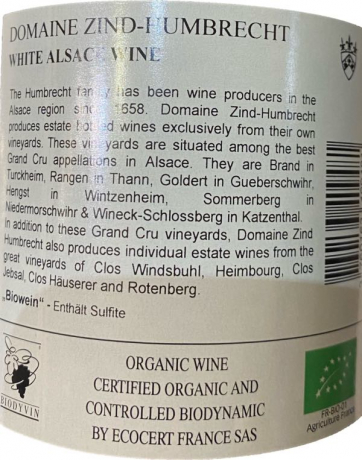 DOMAINE ZIND-HUMBRECHT
WHITE ALSACE WINE
The Humbrecht family has been wine producers in the
Alsace region since 1658. Domaine Zind-Humbrecht
produces estate bottled wines exclusively from their own
vineyards. These vineyards are situated among the best
Grand Cru appellations in Alsace. They are Brand in
Turckheim, Rangen in Thann, Goldert in Gueberschwihr,
Hengst in Wintzenheim, Sommerberg in
Niedermorschwihr & Wineck-Schlossberg in Katzenthal.
In addition to these Grand Cru vineyards, Domaine Zind
Humbrecht also produces individual estate wines from the
great vineyards of Clos Windsbuhl, Heimbourg, Clos
Jebsal, Clos Häuserer and Rotenberg.
„Biowein“ - Enthält Sulfite
BIODYVIN
ORGANIC WINE
CERTIFIED ORGANIC AND
CONTROLLED BIODYNAMIC
BY ECOCERT FRANCE SAS
FR-BIO-01
Agriculture France